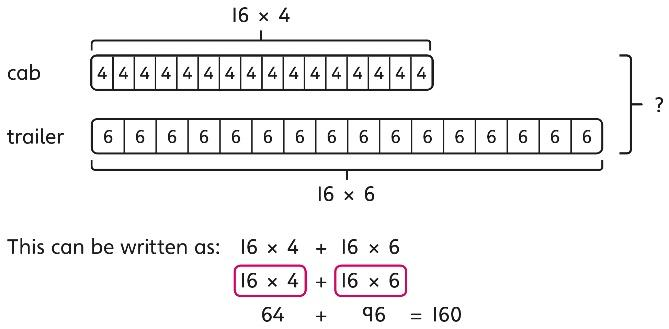 16 × 4
cab 4 4 4 4 4 4 4 4 4 4 4 4 4 4 4 4
?
trailer 6 6 6 6 6 6 6 6 6 6 6 6 6 6 6 6
16 × 6
This can be written as: 16 × 4 + 16 × 6
16 × 4 + 16 × 6
64 + 96 = 160